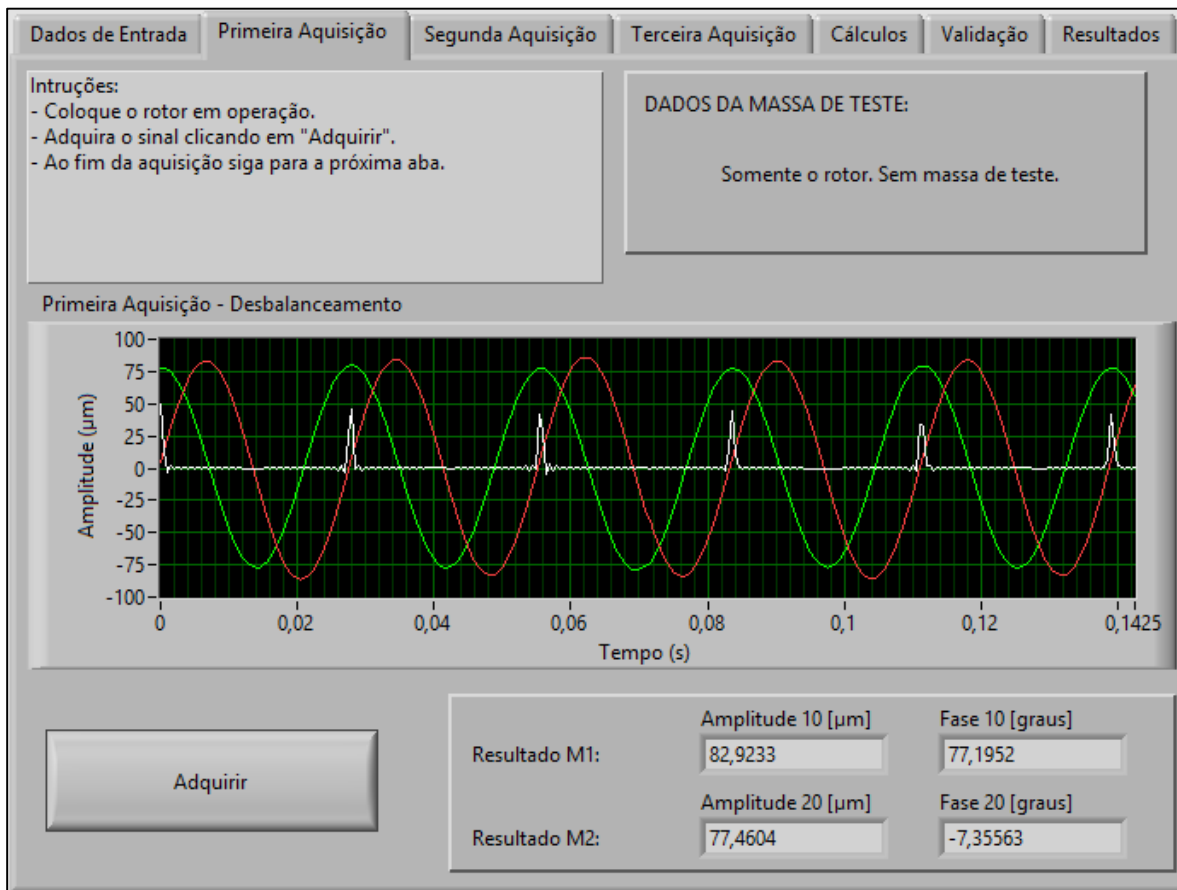 Dados de Entrada
Primeira Aquisição
Segunda Aquisição
Terceira Aquisição
Cálculos
Validação
Resultados
Intruções:
- Coloque o rotor em operação.
- Adquira o sinal clicando em "Adquirir".
- Ao fim da aquisição siga para a próxima aba.
DADOS DA MASSA DE TESTE:
Somente o rotor. Sem massa de teste.
Primeira Aquisição - Desbalanceamento
Amplitude (µm)
100
75
50
25
0
-25
-50
-75
-100
0
0,02
0,04
0,06
0,08
0,1
0,12
0,1425
Tempo (s)
Adquirir
Amplitude 10 [µm]
Fase 10 [graus]
Resultado M1:
82,9233
77,1952
Amplitude 20 [µm]
Fase 20 [graus]
Resultado M2:
77,4604
-7,35563